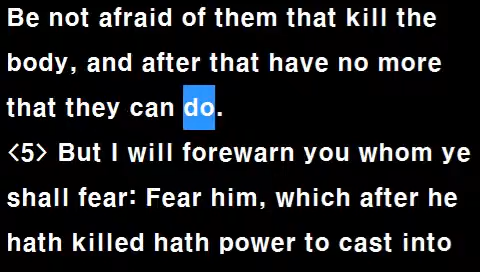 Be not afraid of them that kill the
body, and after that have no more
that they can do.
<5> But I will forewarn you whom ye
shall fear: Fear him, which after he
hath killed hath power to cast into